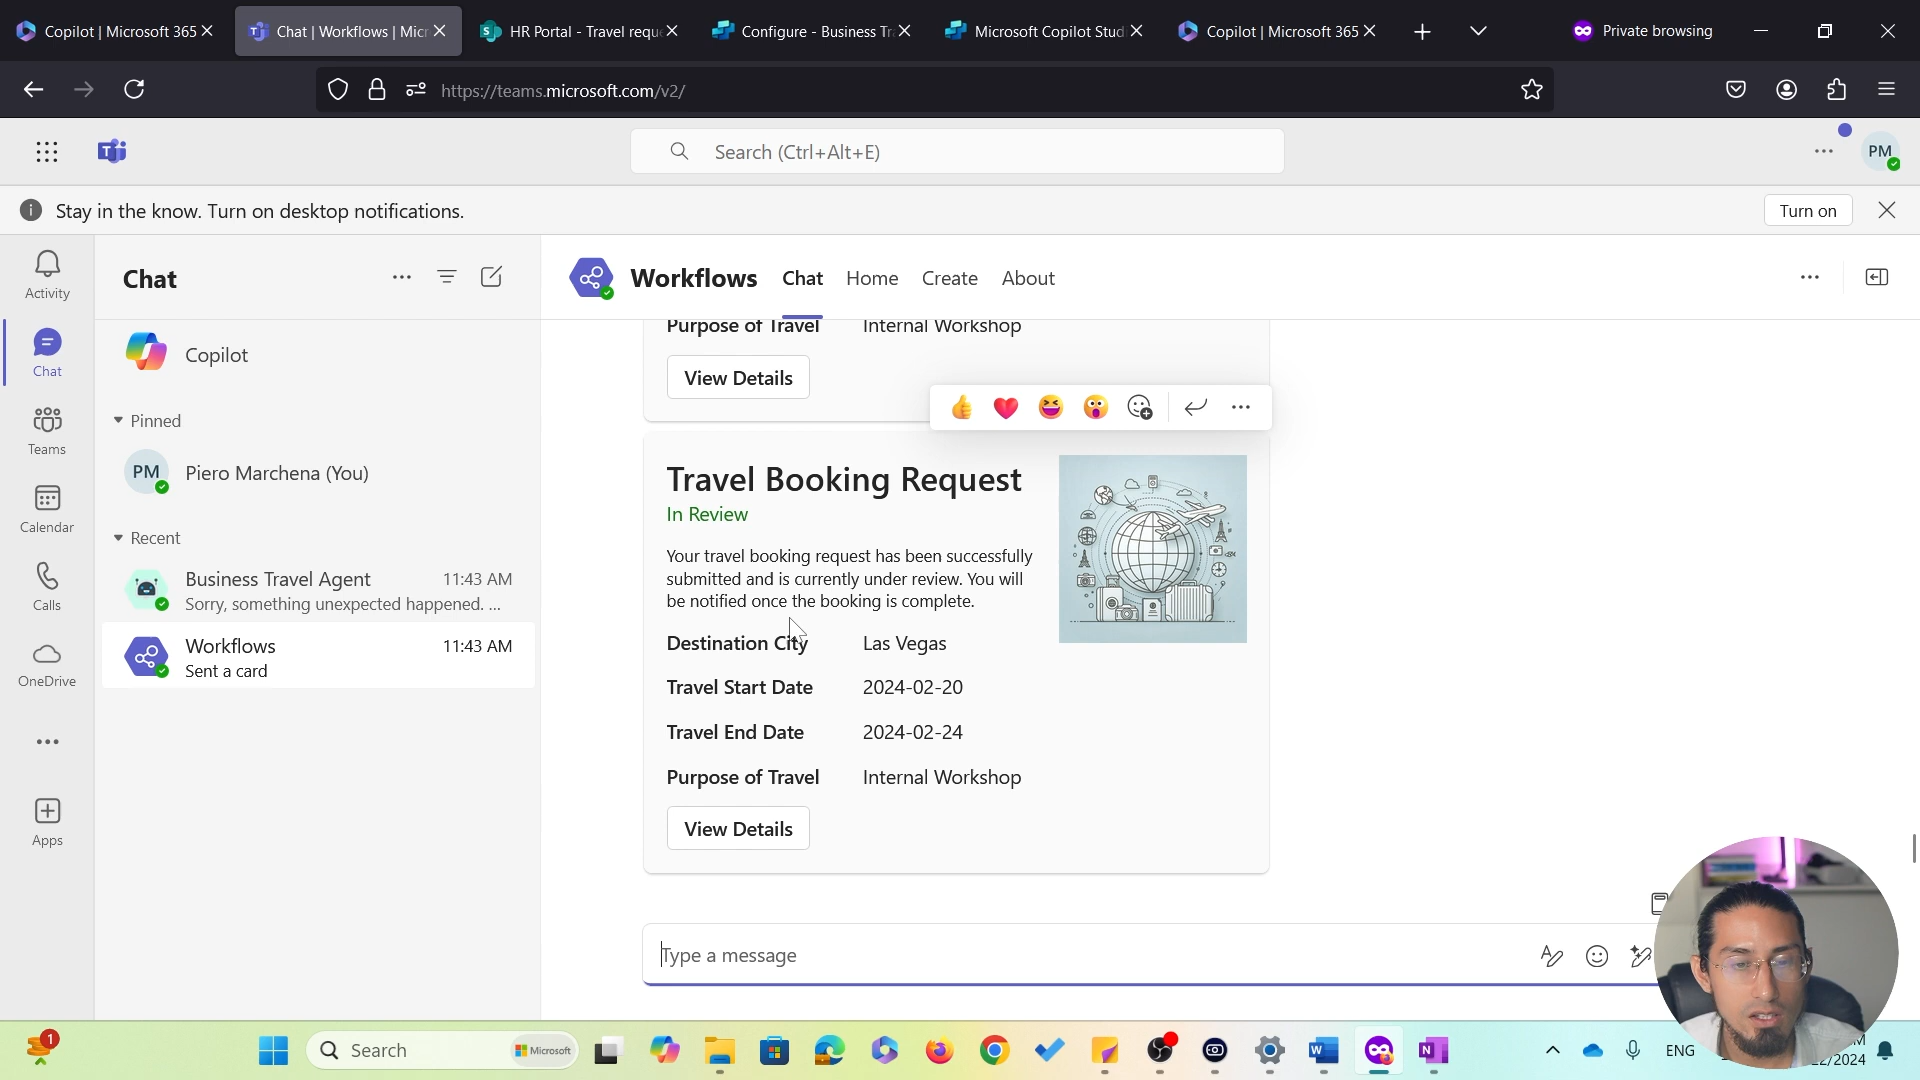 Copilot | Microsoft 365
Chat | Workflows | Micr
HR Portal - Travel reque
Configure - Business Tr
Microsoft Copilot Studi
Copilot | Microsoft 365
Private browsing
https://teams.microsoft.com/v2/
Search (Ctrl+Alt+E)
PM
Stay in the know. Turn on desktop notifications.
Turn on
Activity
Chat
Teams
Calendar
Calls
OneDrive
Apps
Chat
Copilot
Pinned
PM
Piero Marchena (You)
Recent
Business Travel Agent
11:43 AM
Sorry, something unexpected happened. ...
Workflows
11:43 AM
Sent a card
Workflows
Chat
Home
Create
About
Purpose of Travel
Internal Workshop
View Details
Travel Booking Request
In Review
Your travel booking request has been successfully
submitted and is currently under review. You will
be notified once the booking is complete.
Destination City
Las Vegas
Travel Start Date
2024-02-20
Travel End Date
2024-02-24
Purpose of Travel
Internal Workshop
View Details
Type a message
1
Search
Microsoft
ENG
22/2024